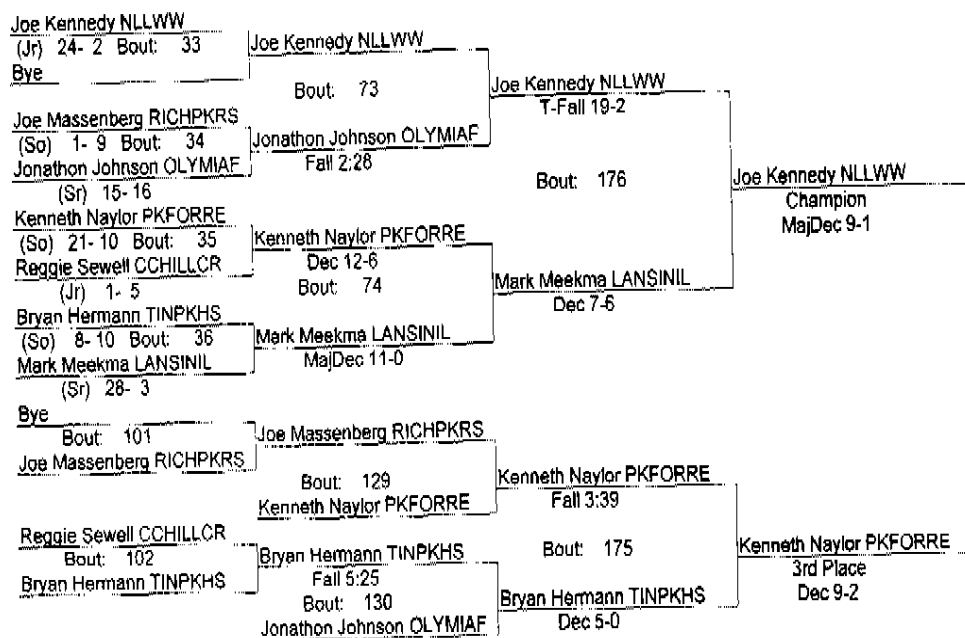 Joe Kennedy NLLWW
(Jr) 24- 2 Bout: 33
Bye
Joe Kennedy NLLWW
Bout: 73
Joe Massenberg RICHPKRS
(So) 1- 9 Bout: 34
Jonathon Johnson OLYMIAF
(Sr) 15- 16
Jonathon Johnson OLYMIAF
Fall 2:28
Joe Kennedy NLLWW
T-Fall 19-2
Bout: 176
Joe Kennedy NLLWW
Champion
MajDec 9-1
Kenneth Naylor PKFORRE
(So) 21- 10 Bout: 35
Reggie Sewell CCHILLCR
(Jr) 1- 5
Kenneth Naylor PKFORRE
Dec 12-6
Bout: 74
Mark Meekma LANSINIL
Dec 7-6
Bryan Hermann TINPKHS
(So) 8- 10 Bout: 36
Mark Meekma LANSINIL
(Sr) 28- 3
Mark Meekma LANSINIL
MajDec 11-0
Bye
Bout: 101
Joe Massenberg RICHPKRS
Joe Massenberg RICHPKRS
Bout: 129
Kenneth Naylor PKFORRE
Kenneth Naylor PKFORRE
Fall 3:39
Bout: 175
Kenneth Naylor PKFORRE
3rd Place
Dec 9-2
Reggie Sewell CCHILLCR
Bout: 102
Bryan Hermann TINPKHS
Bryan Hermann TINPKHS
Fall 5:25
Bout: 130
Jonathon Johnson OLYMIAF
Bryan Hermann TINPKHS
Dec 5-0